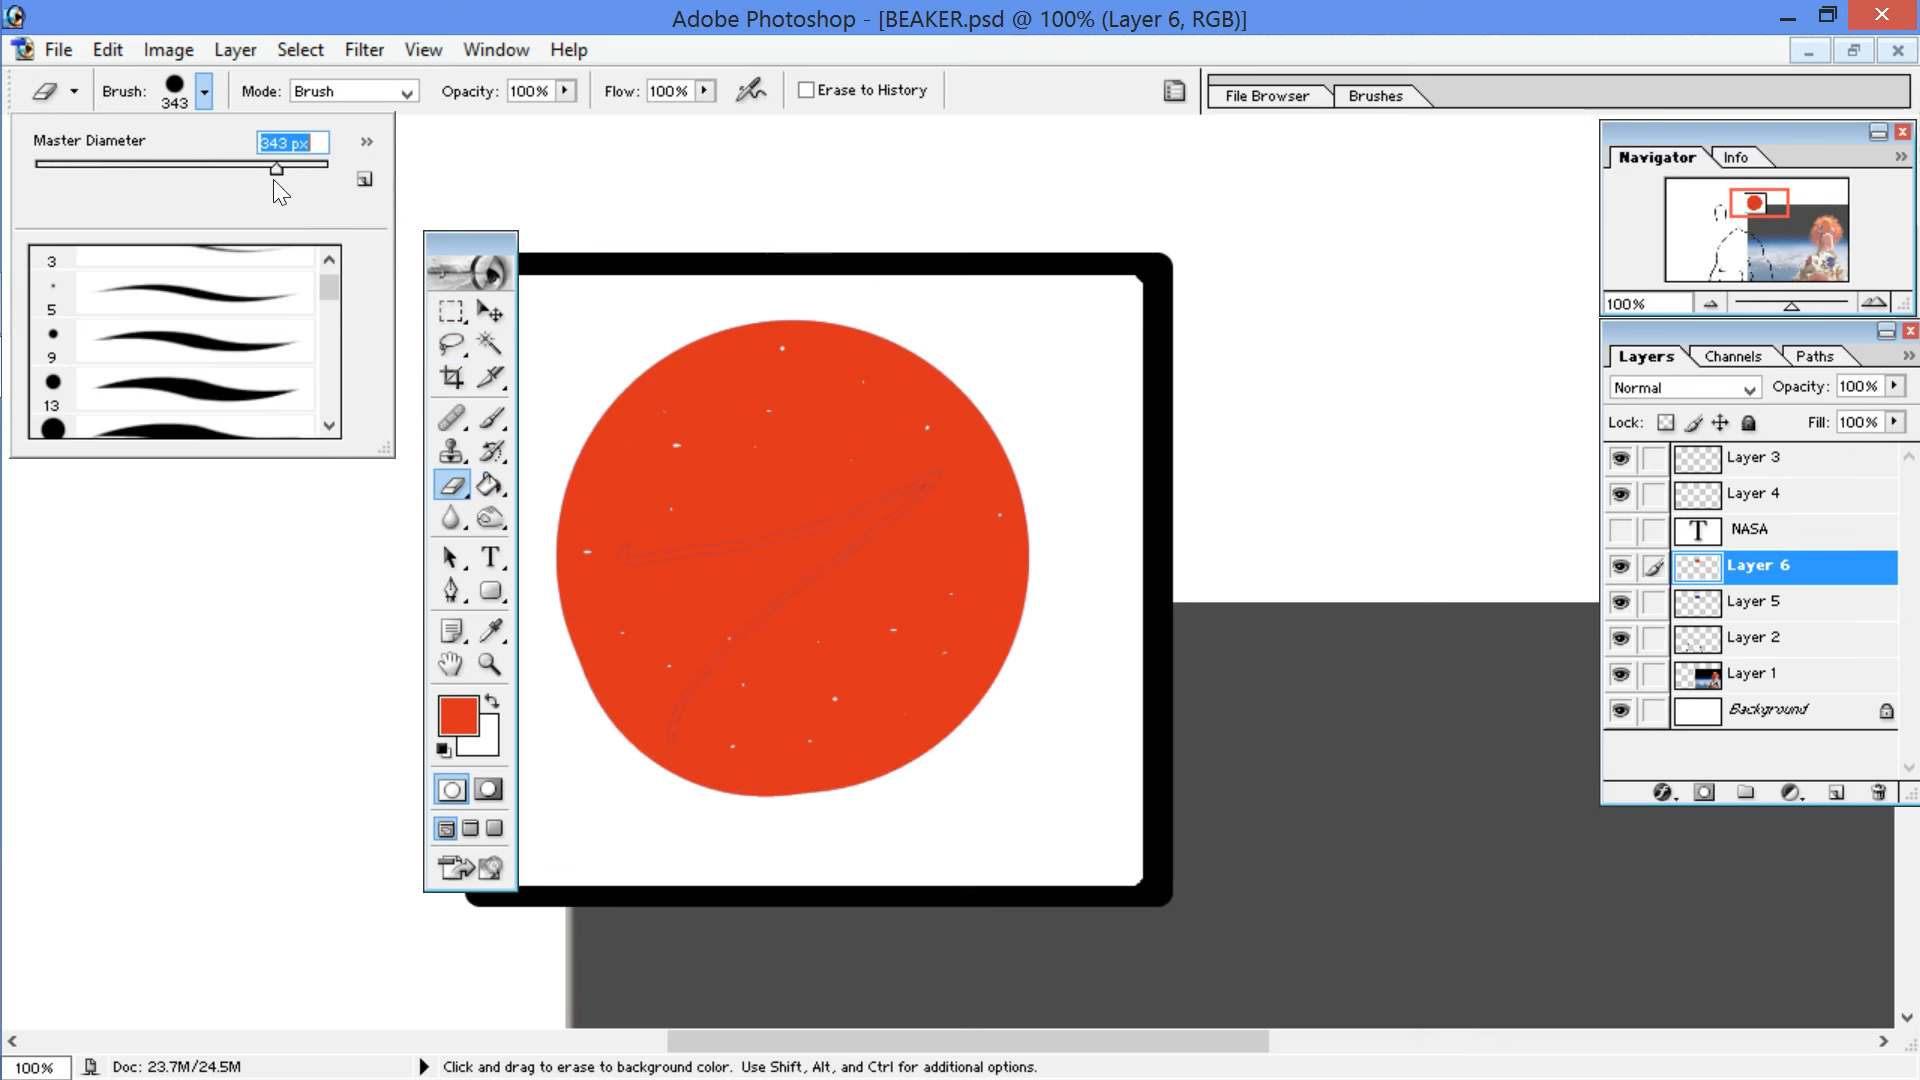 Adobe Photoshop - [BEAKER.psd @ 100% (Layer 6, RGB)]
File Edit Image Layer Select Filter View Window Help
Brush: 343 Mode: Brush Opacity: 100% Flow: 100% Erase to History File Browser Brushes
Master Diameter 343 px
3
5
9
13
Navigator Info
100%
Layers Channels Paths
Normal Opacity: 100%
Lock: Fill: 100%
Layer 3
Layer 4
T NASA
Layer 6
Layer 5
Layer 2
Layer 1
Background
100% Doc: 23.7M/24.5M Click and drag to erase to background color. Use Shift, Alt, and Ctrl for additional options.